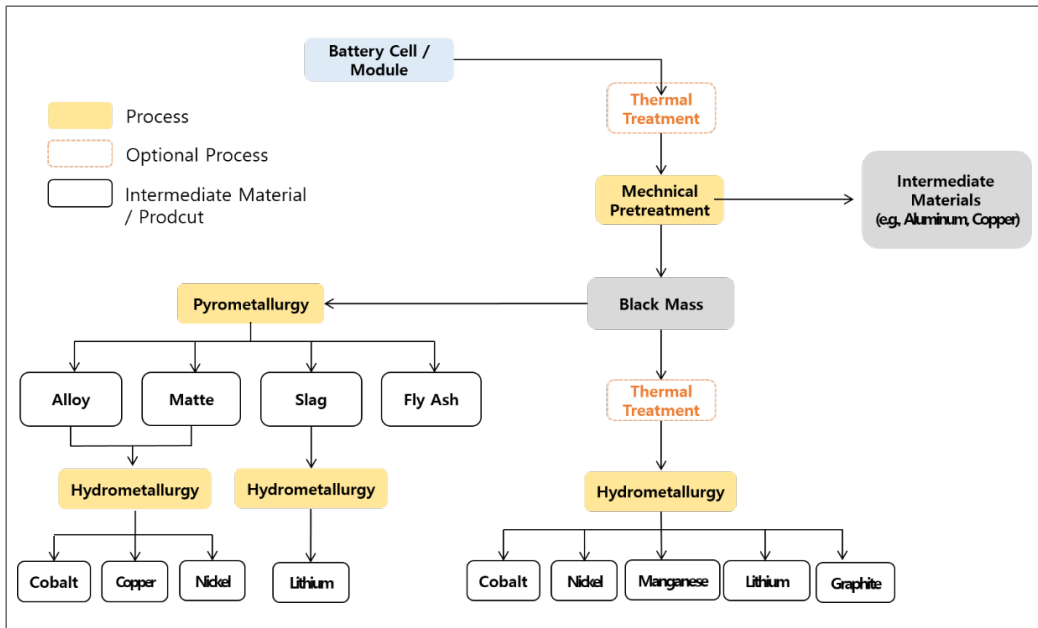 Battery Cell /
Module
Process
Optional Process
Intermediate Material
/ Prodcut
Thermal
Treatment
Mechnical
Pretreatment
Intermediate
Materials
(e.g., Aluminum, Copper)
Pyrometallurgy
Black Mass
Alloy
Matte
Slag
Fly Ash
Thermal
Treatment
Hydrometallurgy
Hydrometallurgy
Hydrometallurgy
Cobalt
Copper
Nickel
Lithium
Cobalt
Nickel
Manganese
Lithium
Graphite